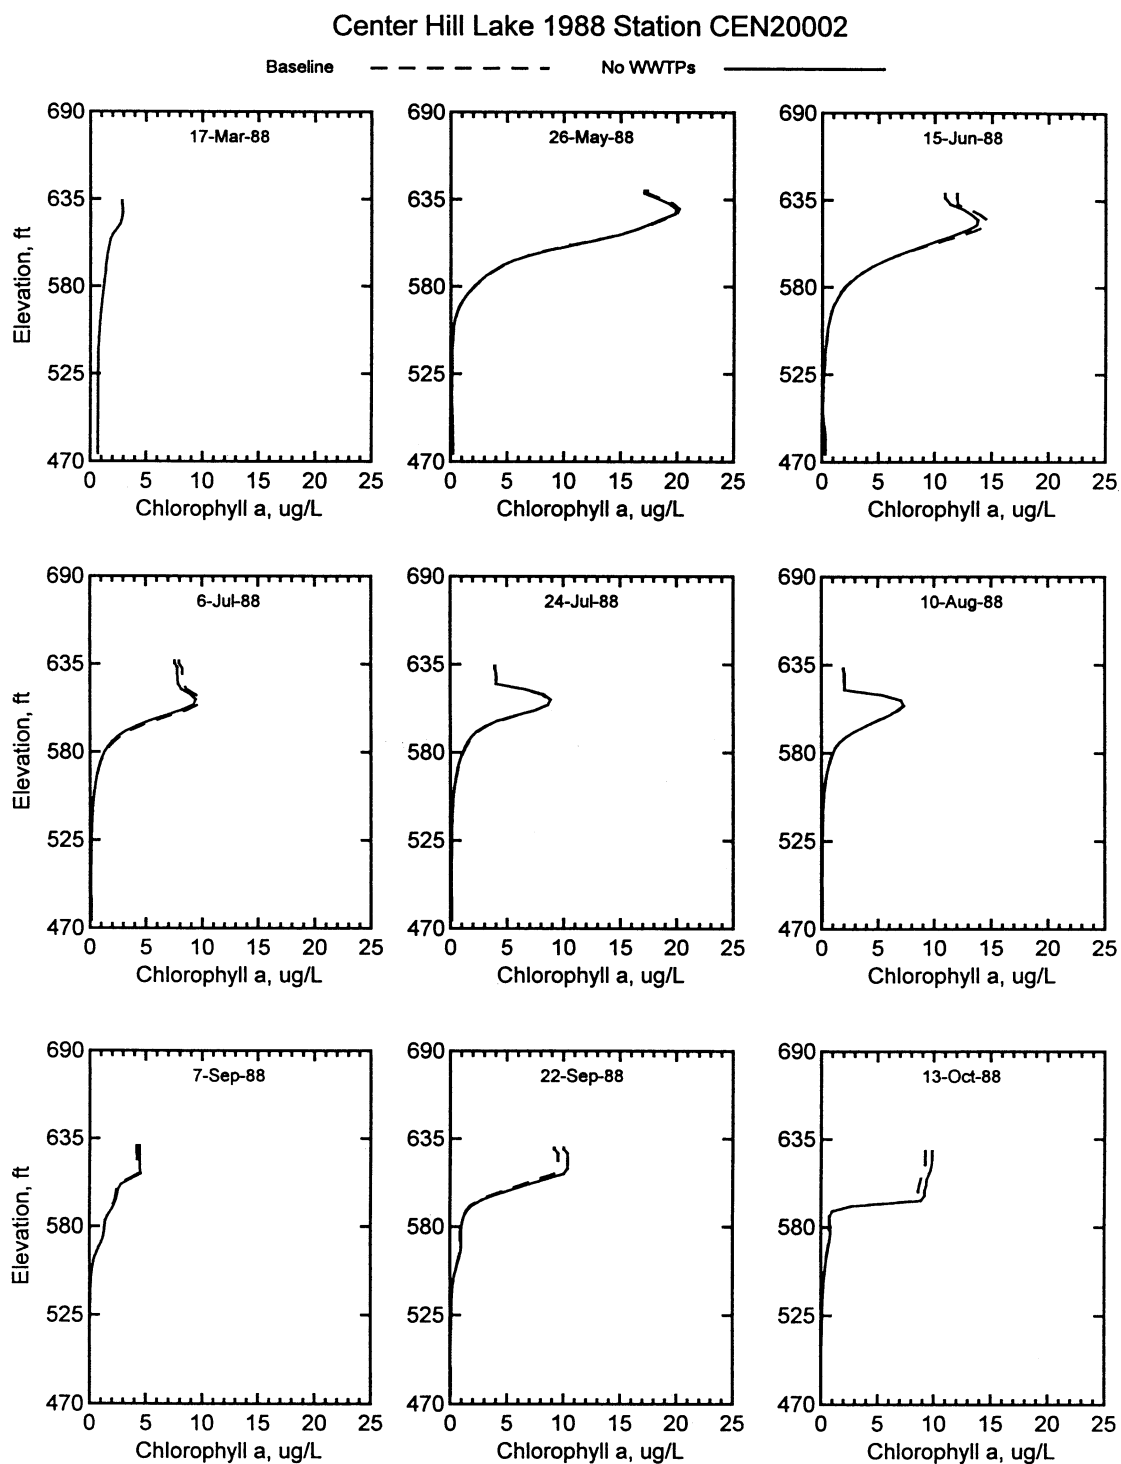 Center Hill Lake 1988 Station CEN20002
Baseline No WWTPs
690 690 690
17-Mar-88 26-May-88 15-Jun-88
635 635 635
Elevation, ft
580 580 580
525 525 525
470 470 470
0 5 10 15 20 25 0 5 10 15 20 25 0 5 10 15 20 25
Chlorophyll a, ug/L Chlorophyll a, ug/L Chlorophyll a, ug/L
690 690 690
6-Jul-88 24-Jul-88 10-Aug-88
635 635 635
Elevation, ft
580 580 580
525 525 525
470 470 470
0 5 10 15 20 25 0 5 10 15 20 25 0 5 10 15 20 25
Chlorophyll a, ug/L Chlorophyll a, ug/L Chlorophyll a, ug/L
690 690 690
7-Sep-88 22-Sep-88 13-Oct-88
635 635 635
Elevation, ft
580 580 580
525 525 525
470 470 470
0 5 10 15 20 25 0 5 10 15 20 25 0 5 10 15 20 25
Chlorophyll a, ug/L Chlorophyll a, ug/L Chlorophyll a, ug/L